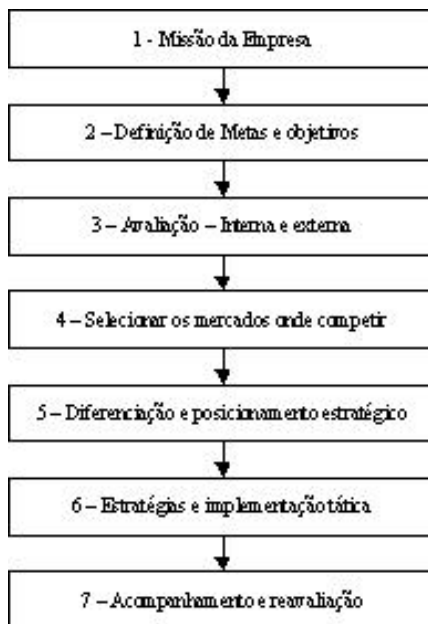 1 - Missão da Empresa
2 – Definição de Metas e objetivos
3 – Avaliação – Interna e externa
4 – Selecionar os mercados onde competir
5 – Diferenciação e posicionamento estratégico
6 – Estratégias e implementação tática
7 – Acompanhamento e reavaliação